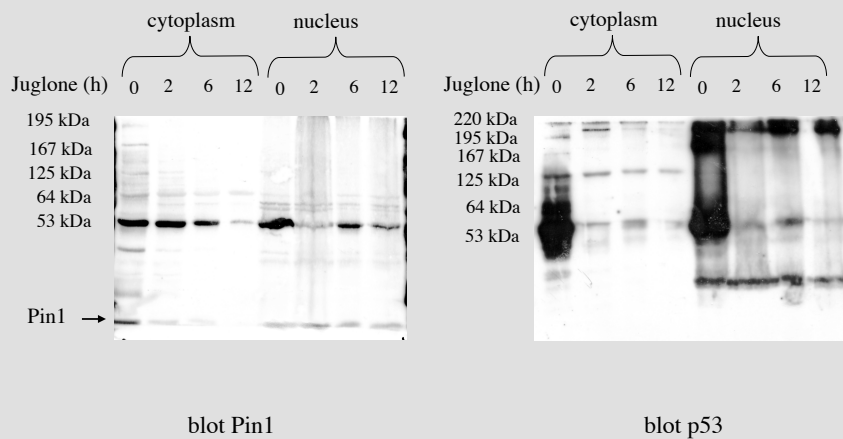 cytoplasm nucleus
Juglone (h) 0 2 6 12 0 2 6 12
195 kDa
167 kDa
125 kDa
64 kDa
53 kDa
Pin1
blot Pin1
cytoplasm nucleus
Juglone (h) 0 2 6 12 0 2 6 12
220 kDa
195 kDa
167 kDa
125 kDa
64 kDa
53 kDa
blot p53